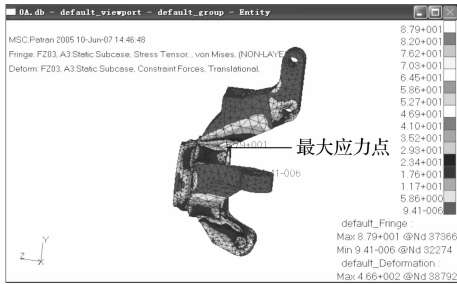 OA.db - default_viewport - default_group - Entity
MSC.Patran 2005 10-Jun-07 14:46:48
Fringe: FZ03, A3:Static Subcase, Stress Tensor, , von Mises, (NON-LAYE
Deform: FZ03, A3:Static Subcase, Constraint Forces, Translational,
8.79+001
8.20+001
7.62+001
7.03+001
6.45+001
5.86+001
5.27+001
4.69+001
4.10+001
3.52+001
2.93+001
2.34+001
1.76+001
1.17+001
5.86+000
9.41-006
最大应力点
9.41-006
Y
Z
X
default_Fringe :
Max 8.79+001 @Nd 37366
Min 9.41-006 @Nd 32274
default_Deformation :
Max 4.66+002 @Nd 38792